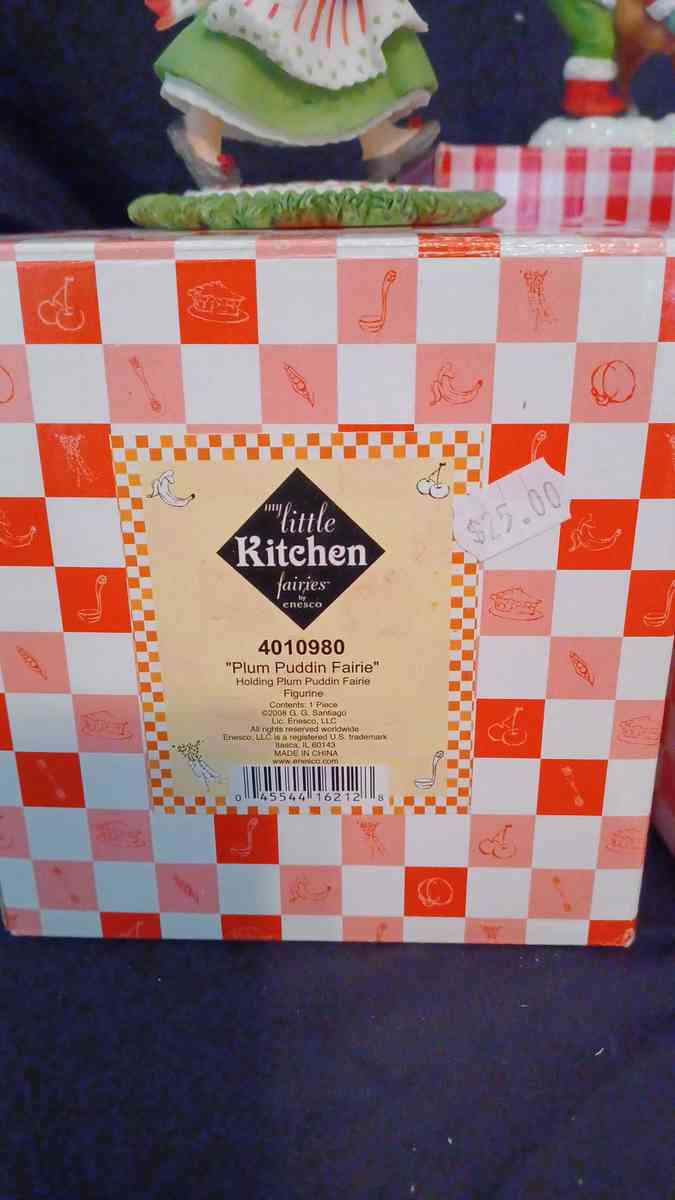 my
little
Kitchen
fairies™
by
enesco
$25.00
4010980
"Plum Puddin Fairie"
Holding Plum Puddin Fairie
Figurine
Contents: 1 Piece
©2008 G. G. Santiago
Lic. Enesco, LLC
All rights reserved worldwide
Enesco, LLC is a registered U.S. trademark
Itasca, IL 60143
MADE IN CHINA
www.enesco.com
0 45544 16212 8